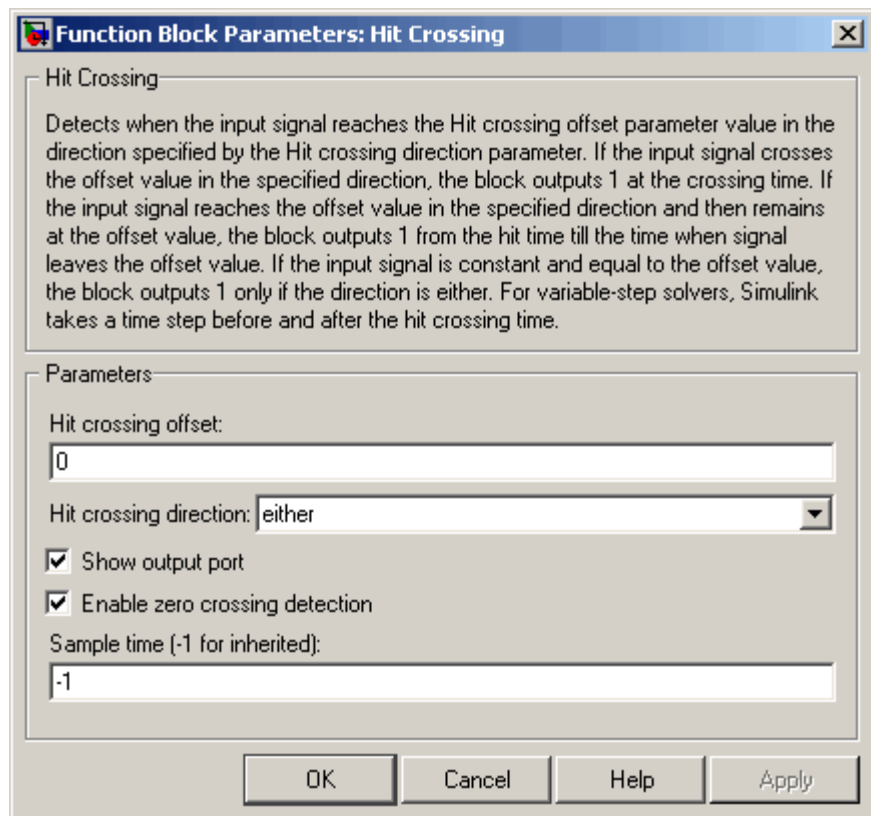 Function Block Parameters: Hit Crossing
Hit Crossing
Detects when the input signal reaches the Hit crossing offset parameter value in the
direction specified by the Hit crossing direction parameter. If the input signal crosses
the offset value in the specified direction, the block outputs 1 at the crossing time. If
the input signal reaches the offset value in the specified direction and then remains
at the offset value, the block outputs 1 from the hit time till the time when signal
leaves the offset value. If the input signal is constant and equal to the offset value,
the block outputs 1 only if the direction is either. For variable-step solvers, Simulink
takes a time step before and after the hit crossing time.
Parameters
Hit crossing offset:
0
Hit crossing direction: either
Show output port
Enable zero crossing detection
Sample time (-1 for inherited):
-1
OK Cancel Help Apply